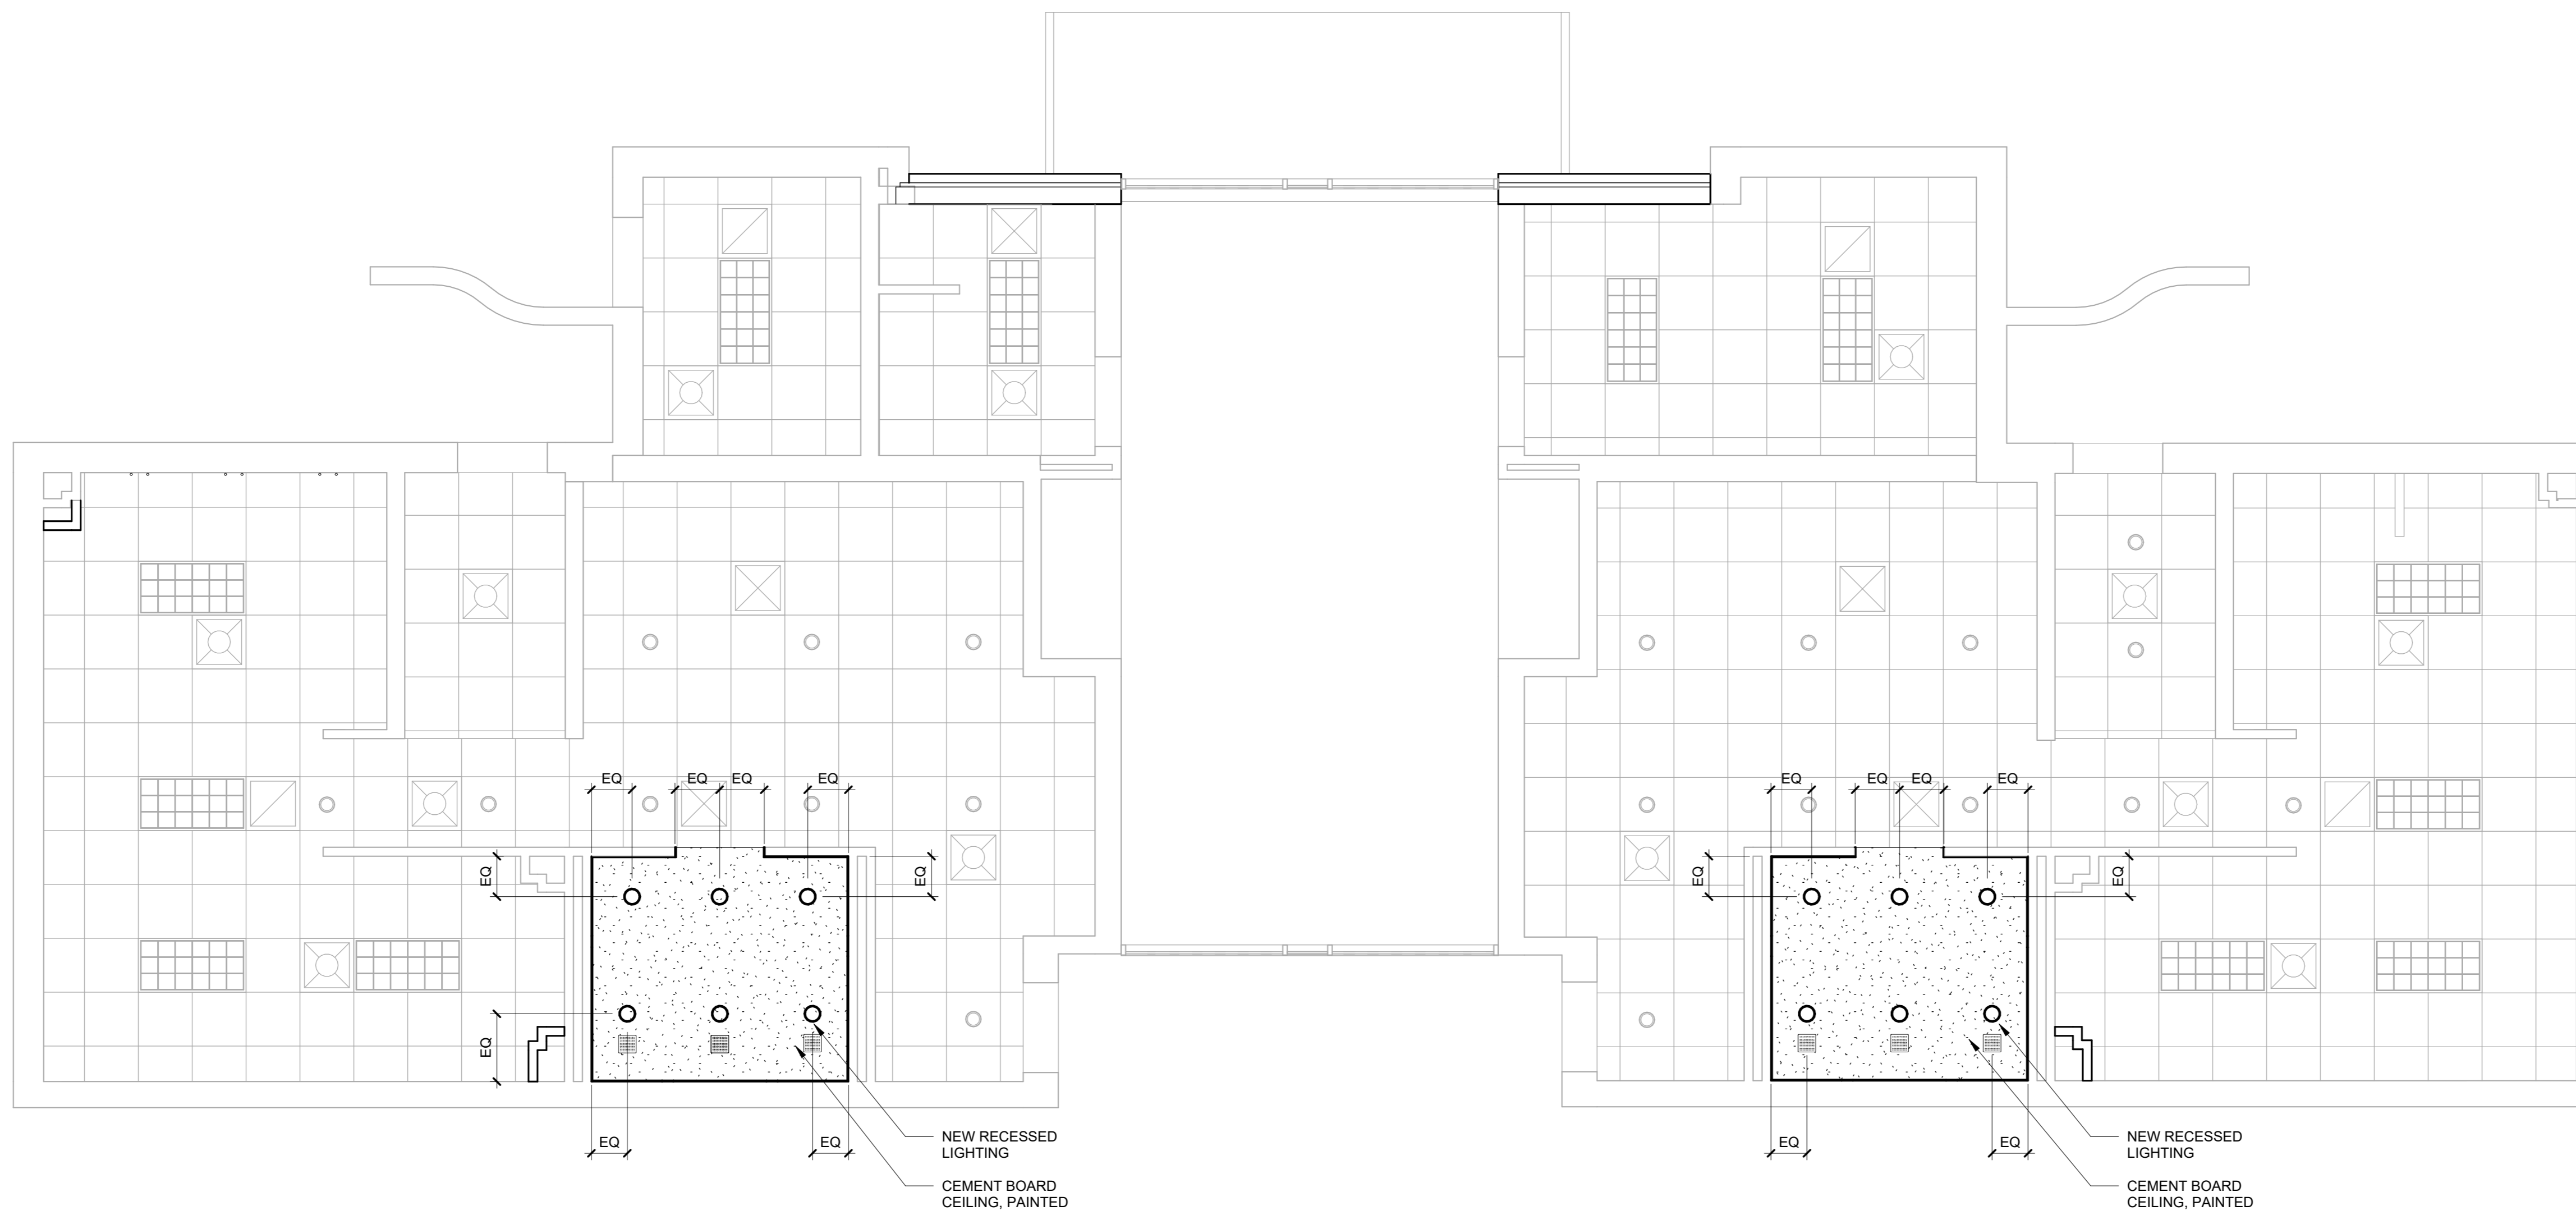 EQ EQ EQ EQ
EQ EQ EQ EQ
EQ
EQ
EQ
EQ
EQ
EQ
EQ EQ
EQ EQ
NEW RECESSED
LIGHTING
CEMENT BOARD
CEILING, PAINTED
NEW RECESSED
LIGHTING
CEMENT BOARD
CEILING, PAINTED